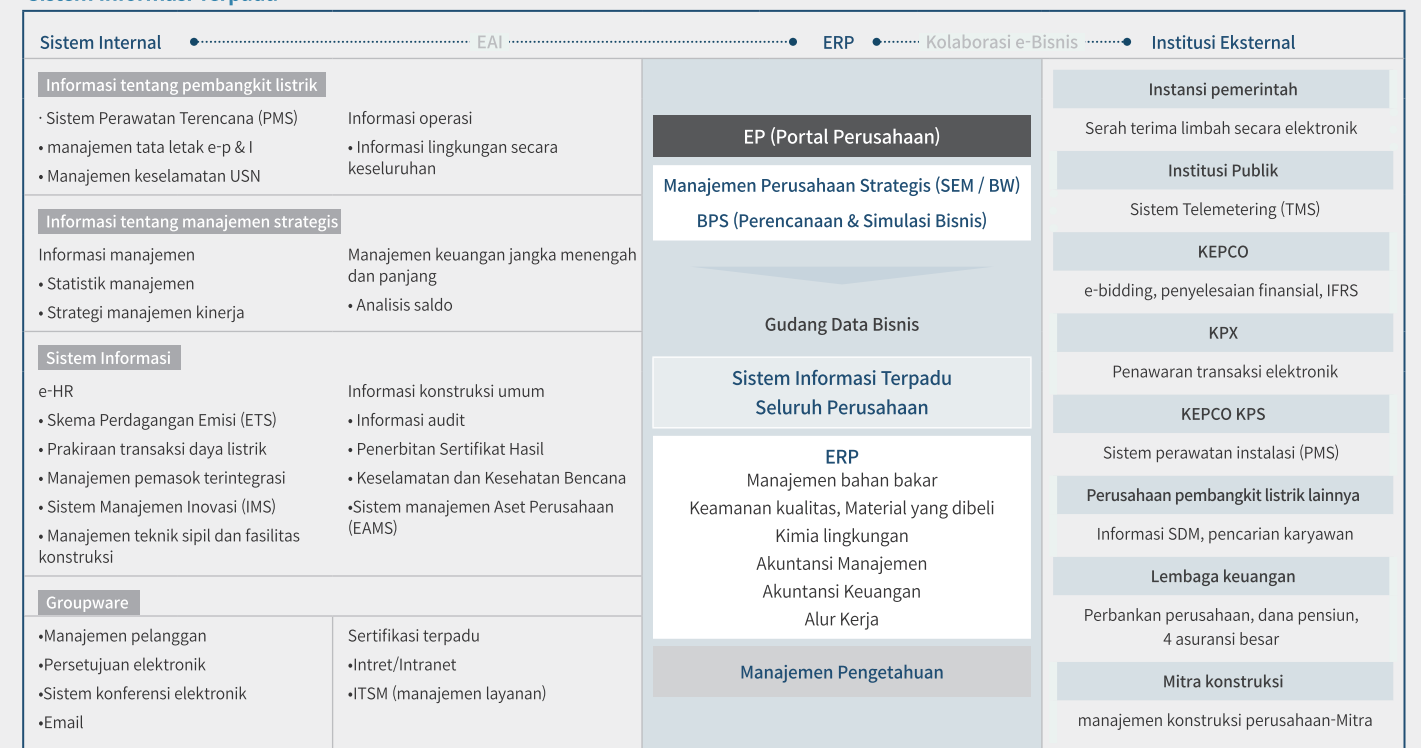 Sistem Informasi Terpadu
Sistem Internal
EAI
ERP
Kolaborasi e-Bisnis
Institusi Eksternal
Informasi tentang pembangkit listrik
· Sistem Perawatan Terencana (PMS)
• manajemen tata letak e-p & I
• Manajemen keselamatan USN
Informasi operasi
• Informasi lingkungan secara
keseluruhan
Informasi tentang manajemen strategis
Informasi manajemen
• Statistik manajemen
• Strategi manajemen kinerja
Manajemen keuangan jangka menengah
dan panjang
• Analisis saldo
Sistem Informasi
e-HR
• Skema Perdagangan Emisi (ETS)
• Prakiraan transaksi daya listrik
• Manajemen pemasok terintegrasi
• Sistem Manajemen Inovasi (IMS)
• Manajemen teknik sipil dan fasilitas
konstruksi
Informasi konstruksi umum
• Informasi audit
• Penerbitan Sertifikat Hasil
• Keselamatan dan Kesehatan Bencana
•Sistem manajemen Aset Perusahaan
(EAMS)
Groupware
•Manajemen pelanggan
•Persetujuan elektronik
•Sistem konferensi elektronik
•Email
Sertifikasi terpadu
•Intret/Intranet
•ITSM (manajemen layanan)
EP (Portal Perusahaan)
Manajemen Perusahaan Strategis (SEM / BW)
BPS (Perencanaan & Simulasi Bisnis)
Gudang Data Bisnis
Sistem Informasi Terpadu
Seluruh Perusahaan
ERP
Manajemen bahan bakar
Keamanan kualitas, Material yang dibeli
Kimia lingkungan
Akuntansi Manajemen
Akuntansi Keuangan
Alur Kerja
Manajemen Pengetahuan
Instansi pemerintah
Serah terima limbah secara elektronik
Institusi Publik
Sistem Telemetering (TMS)
KEPCO
e-bidding, penyelesaian finansial, IFRS
KPX
Penawaran transaksi elektronik
KEPCO KPS
Sistem perawatan instalasi (PMS)
Perusahaan pembangkit listrik lainnya
Informasi SDM, pencarian karyawan
Lembaga keuangan
Perbankan perusahaan, dana pensiun,
4 asuransi besar
Mitra konstruksi
manajemen konstruksi perusahaan-Mitra